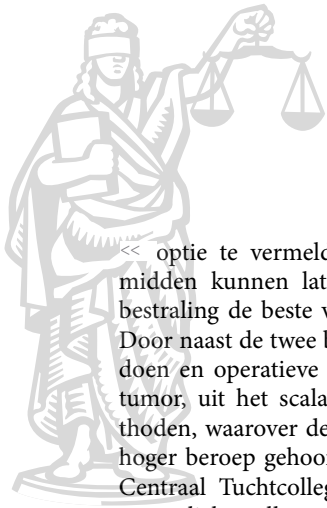 << optie te vermeld
midden kunnen lat
bestraling de beste v
Door naast de twee b
doen en operatieve
tumor, uit het scala
thoden, waarover de
hoger beroep gehoor
Centraal Tuchtcolleg